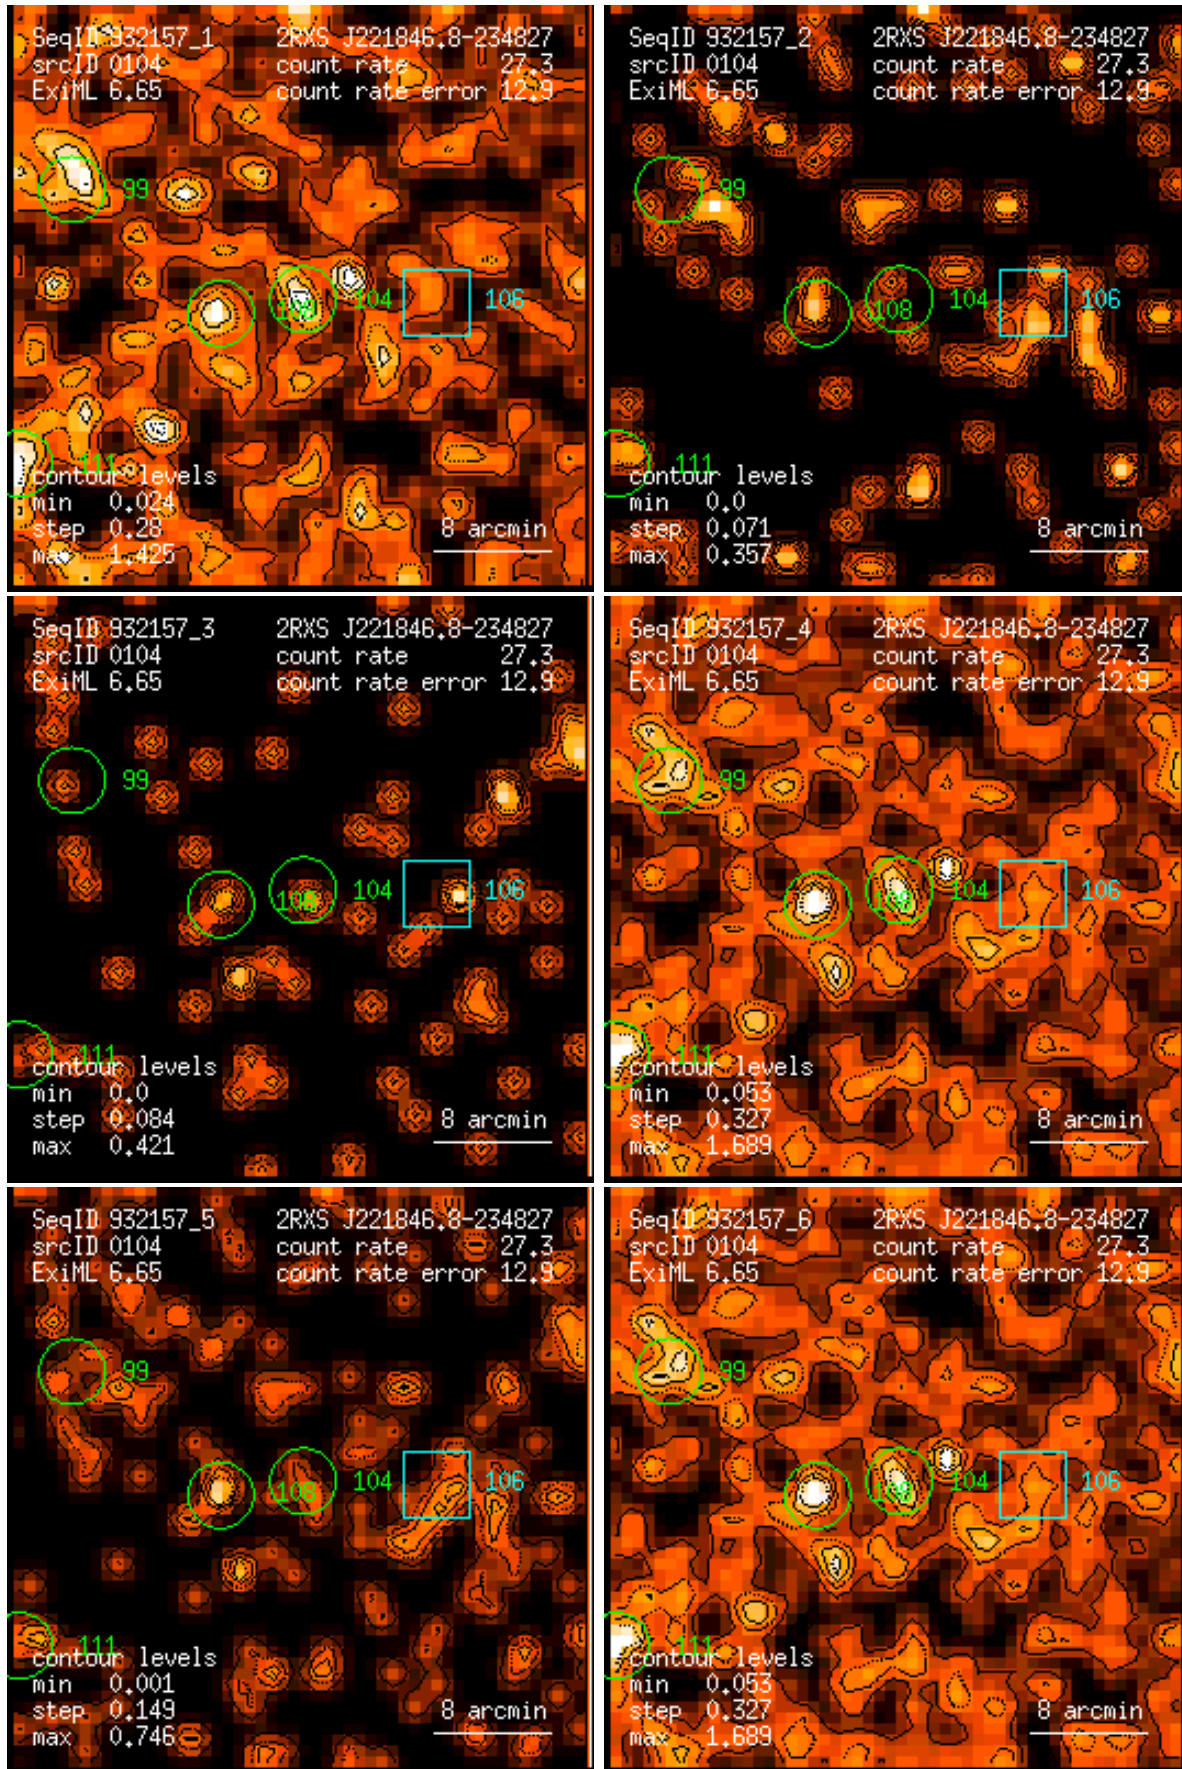 SeqID 932157_1 2RXS J221846.8-234827
srcID 0104 count rate 27.3
ExiML 6.65 count rate error 12.9
99
108 104 106
111
contour levels
min 0.024
step 0.28 8 arcmin
max 1.425
SeqID 932157_2 2RXS J221846.8-234827
srcID 0104 count rate 27.3
ExiML 6.65 count rate error 12.9
99
108 104 106
111
contour levels
min 0.0
step 0.071 8 arcmin
max 0.357
SeqID 932157_3 2RXS J221846.8-234827
srcID 0104 count rate 27.3
ExiML 6.65 count rate error 12.9
99
108 104 106
111
contour levels
min 0.0
step 0.084 8 arcmin
max 0.421
SeqID 932157_4 2RXS J221846.8-234827
srcID 0104 count rate 27.3
ExiML 6.65 count rate error 12.9
99
108 104 106
111
contour levels
min 0.053
step 0.327 8 arcmin
max 1.689
SeqID 932157_5 2RXS J221846.8-234827
srcID 0104 count rate 27.3
ExiML 6.65 count rate error 12.9
99
108 104 106
111
contour levels
min 0.001
step 0.149 8 arcmin
max 0.746
SeqID 932157_6 2RXS J221846.8-234827
srcID 0104 count rate 27.3
ExiML 6.65 count rate error 12.9
99
108 104 106
111
contour levels
min 0.053
step 0.327 8 arcmin
max 1.689